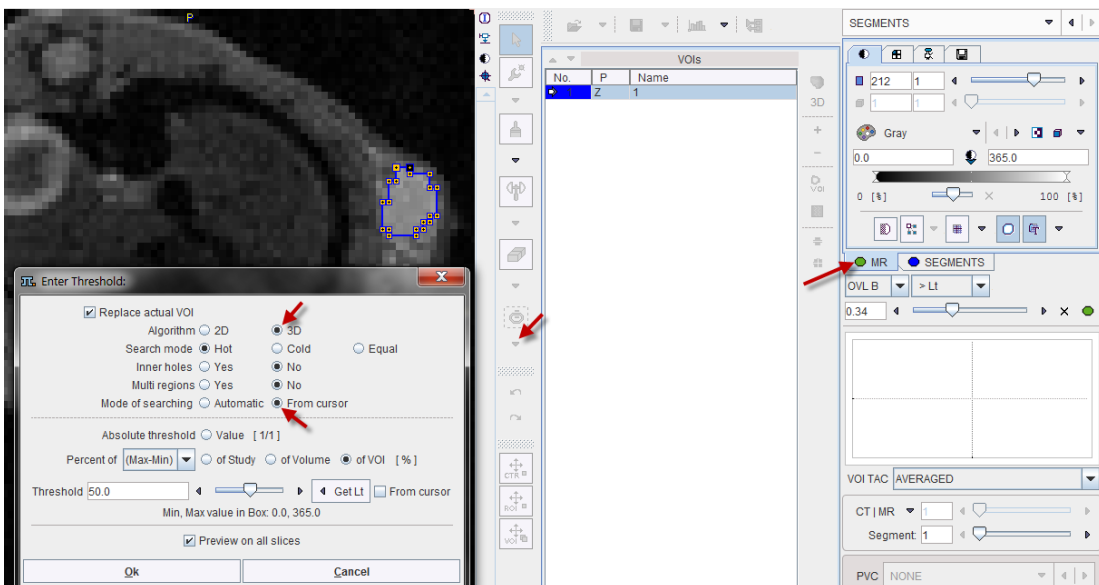 P
Enter Threshold:
X
Replace actual VOI
Algorithm 2D 3D
Search mode Hot Cold Equal
Inner holes Yes No
Multi regions Yes No
Mode of searching Automatic From cursor
Absolute threshold Value [ 1/1 ]
Percent of (Max-Min) of Study of Volume of VOI [ % ]
Threshold 50.0 Get Lt From cursor
Min, Max value in Box: 0.0, 365.0
Preview on all slices
Ok Cancel
CTR
ROI
VOI
VOIs
No. P Name
1 Z 1
3D
VOI
SEGMENTS
212 1
1 1
Gray
0.0 365.0
0 [%] 100 [%]
MR SEGMENTS
OVL B > Lt
0.34
VOI TAC AVERAGED
CT | MR 1
Segment: 1
PVC NONE